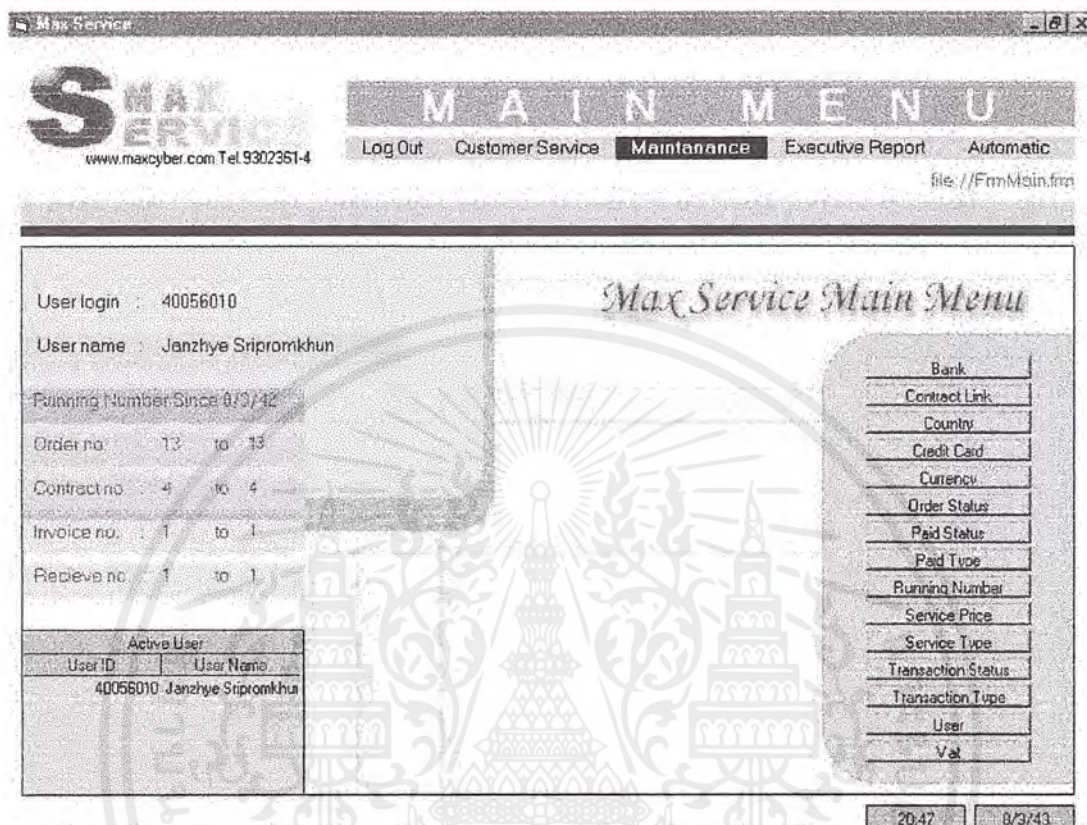 Max Service
S MAX
SERVICE
www.maxcyber.com Tel.9302361-4
MAIN MENU
Log Out Customer Service Maintanance Executive Report Automatic
file://FrmMain.frm
User login : 40056010
User name : Janzhye Sripromkhun
Running Number Since 8/3/42
Order no. : 13 to 13
Contract no. : 4 to 4
Invoice no. : 1 to 1
Recieve no. : 1 to 1
Active User
User ID User Name
40056010 Janzhye Sripromkhun
Max Service Main Menu
Bank
Contract Link
Country
Credit Card
Currency
Order Status
Paid Status
Paid Type
Running Number
Service Price
Service Type
Transaction Status
Transaction Type
User
Vat
20:47 8/3/43